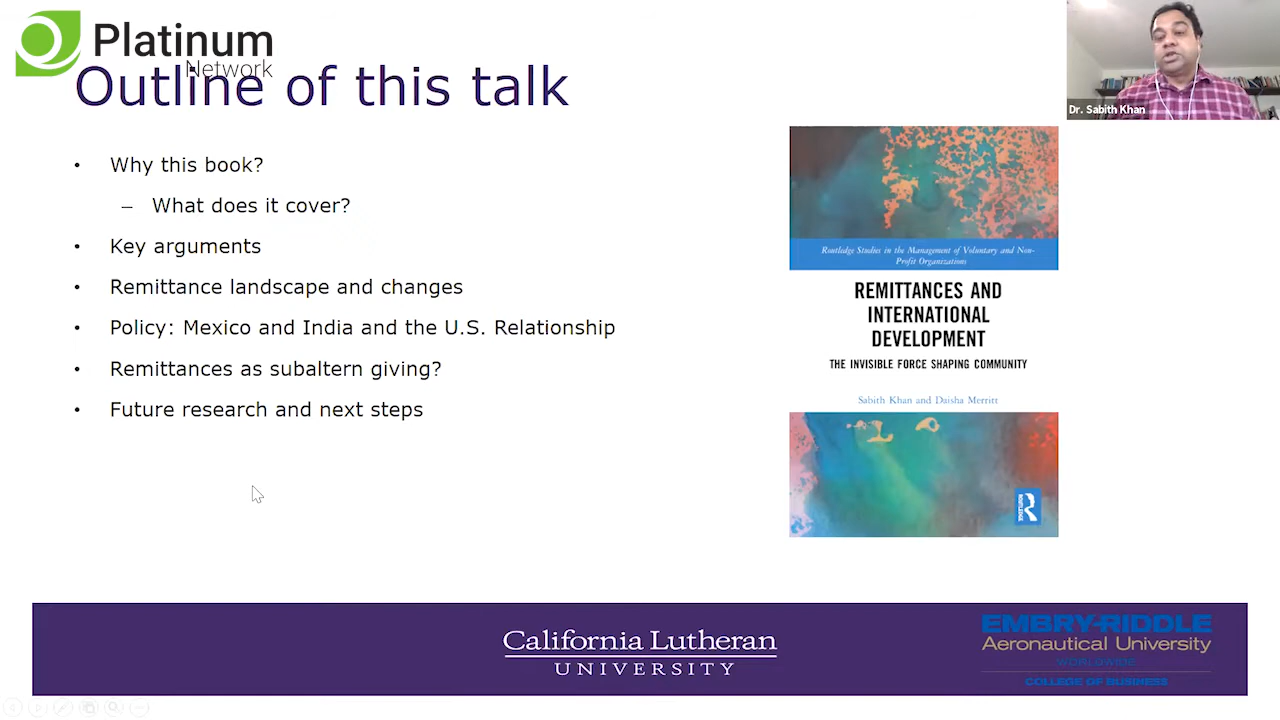 Platinum
Network
Outline of this talk
Dr. Sabith Khan
• Why this book?
– What does it cover?
• Key arguments
• Remittance landscape and changes
• Policy: Mexico and India and the U.S. Relationship
• Remittances as subaltern giving?
• Future research and next steps
Routledge Studies in the Management of Voluntary and Non-
Profit Organizations
REMITTANCES AND
INTERNATIONAL
DEVELOPMENT
THE INVISIBLE FORCE SHAPING COMMUNITY
Sabith Khan and Daisha Merritt
R
ROUTLEDGE
California Lutheran
UNIVERSITY
EMBRY-RIDDLE
Aeronautical University
WORLDWIDE
COLLEGE OF BUSINESS